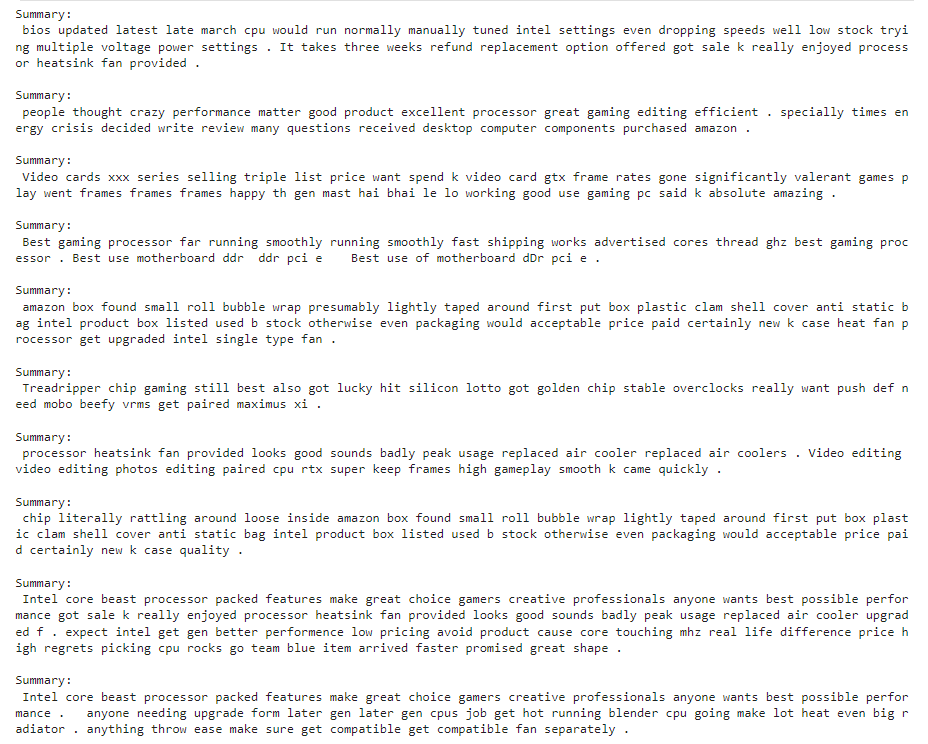 Summary:
bios updated latest late march cpu would run normally manually tuned intel settings even dropping speeds well low stock tryi
ng multiple voltage power settings . It takes three weeks refund replacement option offered got sale k really enjoyed process
or heatsink fan provided .
Summary:
people thought crazy performance matter good product excellent processor great gaming editing efficient . specially times en
ergy crisis decided write review many questions received desktop computer components purchased amazon .
Summary:
Video cards xxx series selling triple list price want spend k video card gtx frame rates gone significantly valerant games p
lay went frames frames frames happy th gen mast hai bhai le lo working good use gaming pc said k absolute amazing .
Summary:
Best gaming processor far running smoothly running smoothly fast shipping works advertised cores thread ghz best gaming proc
essor . Best use motherboard ddr  ddr pci e    Best use of motherboard dDr pci e .
Summary:
amazon box found small roll bubble wrap presumably lightly taped around first put box plastic clam shell cover anti static b
ag intel product box listed used b stock otherwise even packaging would acceptable price paid certainly new k case heat fan p
rocessor get upgraded intel single type fan .
Summary:
Treadripper chip gaming still best also got lucky hit silicon lotto got golden chip stable overclocks really want push def n
eed mobo beefy vrms get paired maximus xi .
Summary:
processor heatsink fan provided looks good sounds badly peak usage replaced air cooler replaced air coolers . Video editing
video editing photos editing paired cpu rtx super keep frames high gameplay smooth k came quickly .
Summary:
chip literally rattling around loose inside amazon box found small roll bubble wrap lightly taped around first put box plast
ic clam shell cover anti static bag intel product box listed used b stock otherwise even packaging would acceptable price pai
d certainly new k case quality .
Summary:
Intel core beast processor packed features make great choice gamers creative professionals anyone wants best possible perfor
mance got sale k really enjoyed processor heatsink fan provided looks good sounds badly peak usage replaced air cooler upgrad
ed f . expect intel get gen better performence low pricing avoid product cause core touching mhz real life difference price h
igh regrets picking cpu rocks go team blue item arrived faster promised great shape .
Summary:
Intel core beast processor packed features make great choice gamers creative professionals anyone wants best possible perfor
mance .   anyone needing upgrade form later gen later gen cpus job get hot running blender cpu going make lot heat even big r
adiator . anything throw ease make sure get compatible get compatible fan separately .